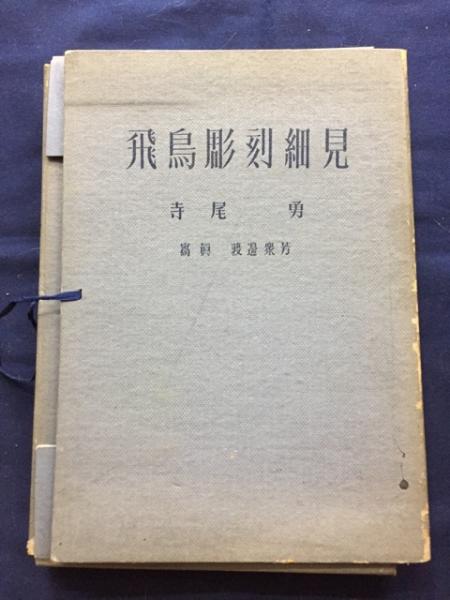 飛鳥彫刻細見
寺尾 勇
寫眞 渡邊衆芳